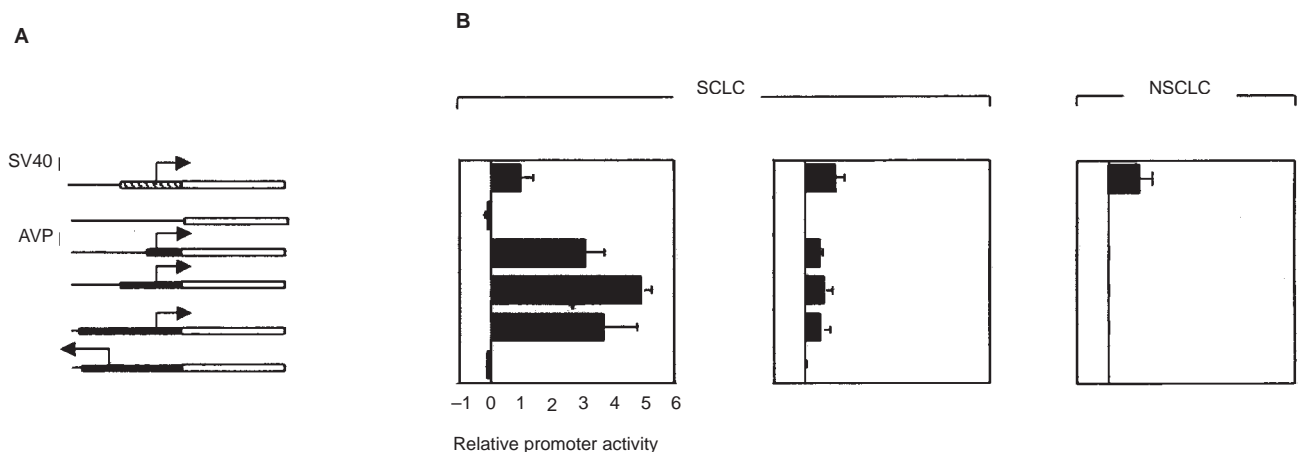 A
B
SCLC
NSCLC
SV40
AVP
–1 0 1 2 3 4 5 6
Relative promoter activity